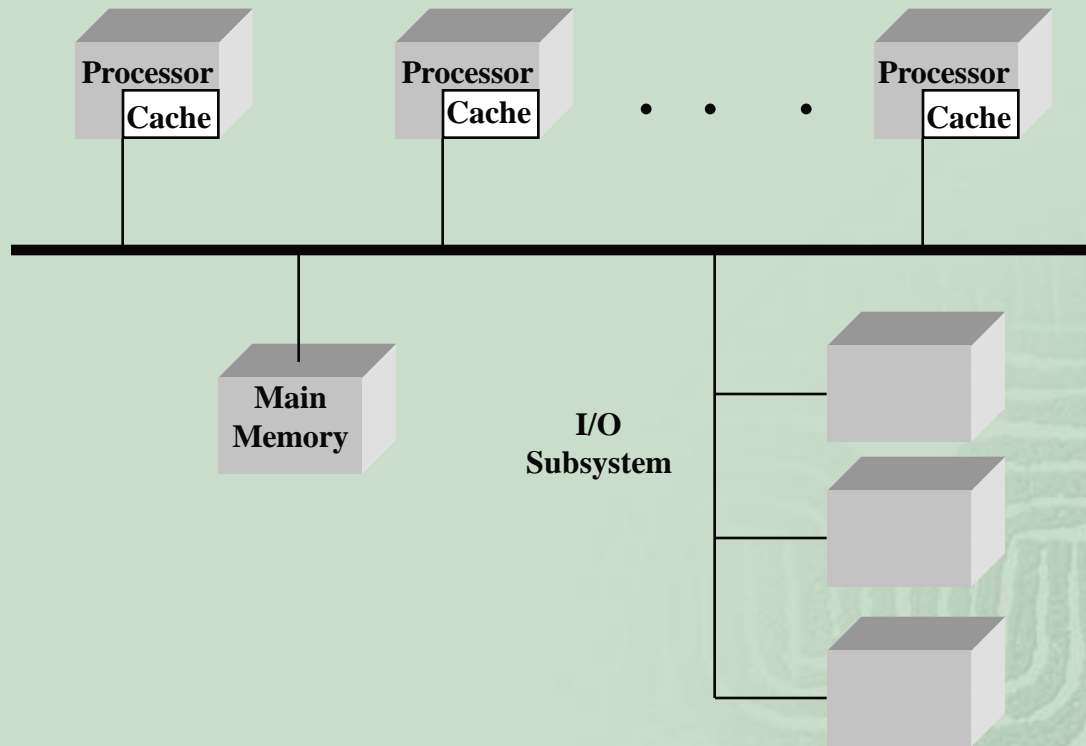 Processor
Cache
Processor
Cache
. . .
Processor
Cache
Main
Memory
I/O
Subsystem